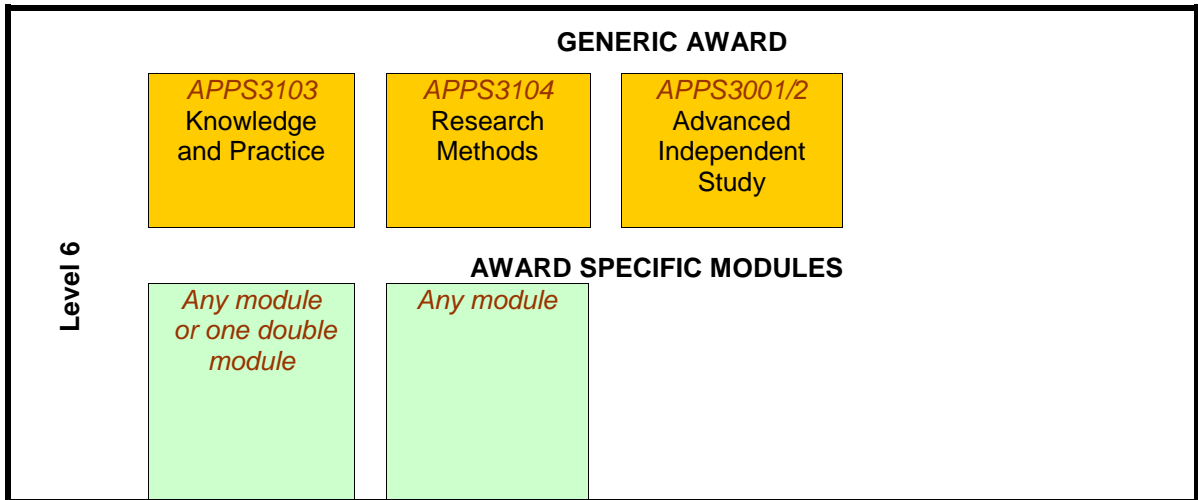 GENERIC AWARD
APPS3103
Knowledge
and Practice
APPS3104
Research
Methods
APPS3001/2
Advanced
Independent
Study
Level 6
AWARD SPECIFIC MODULES
Any module
or one double
module
Any module